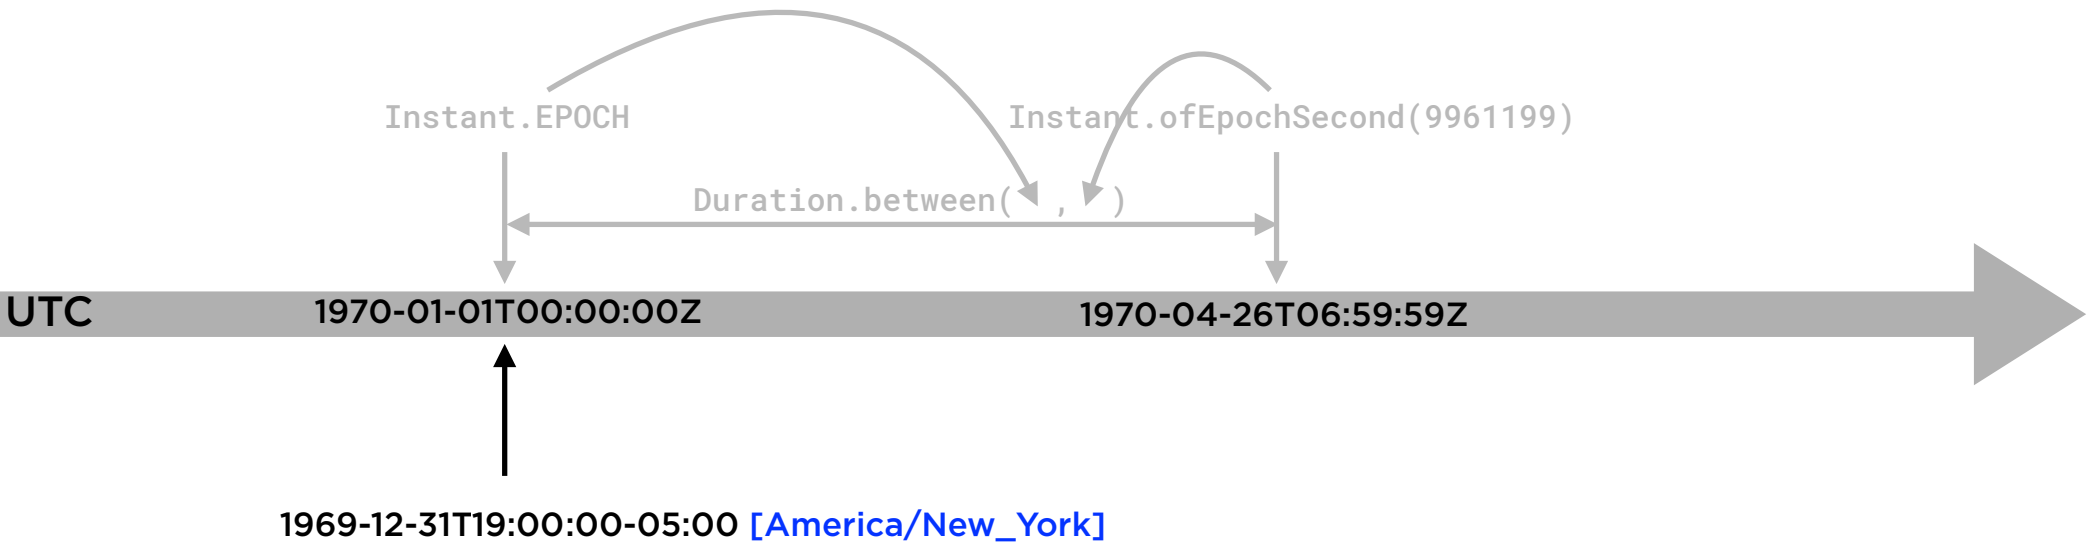 Instant.EPOCH
Instant.ofEpochSecond(9961199)
Duration.between( , )
UTC
1970-01-01T00:00:00Z
1970-04-26T06:59:59Z
1969-12-31T19:00:00-05:00 [America/New_York]